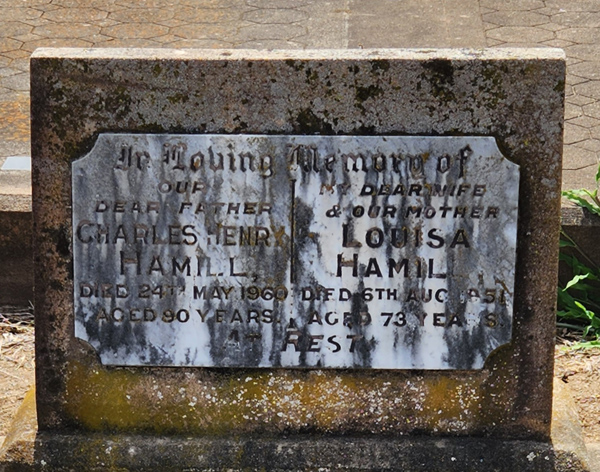 In Loving Memory of
OUR
DEAR FATHER
CHARLES HENRY
HAMILL,
DIED 24TH MAY 1960
AGED 90 YEARS.
MY DEAR WIFE
& OUR MOTHER
LOUISA
HAMILL
DIED 6TH AUG 1951
AGED 73 YEARS
AT REST